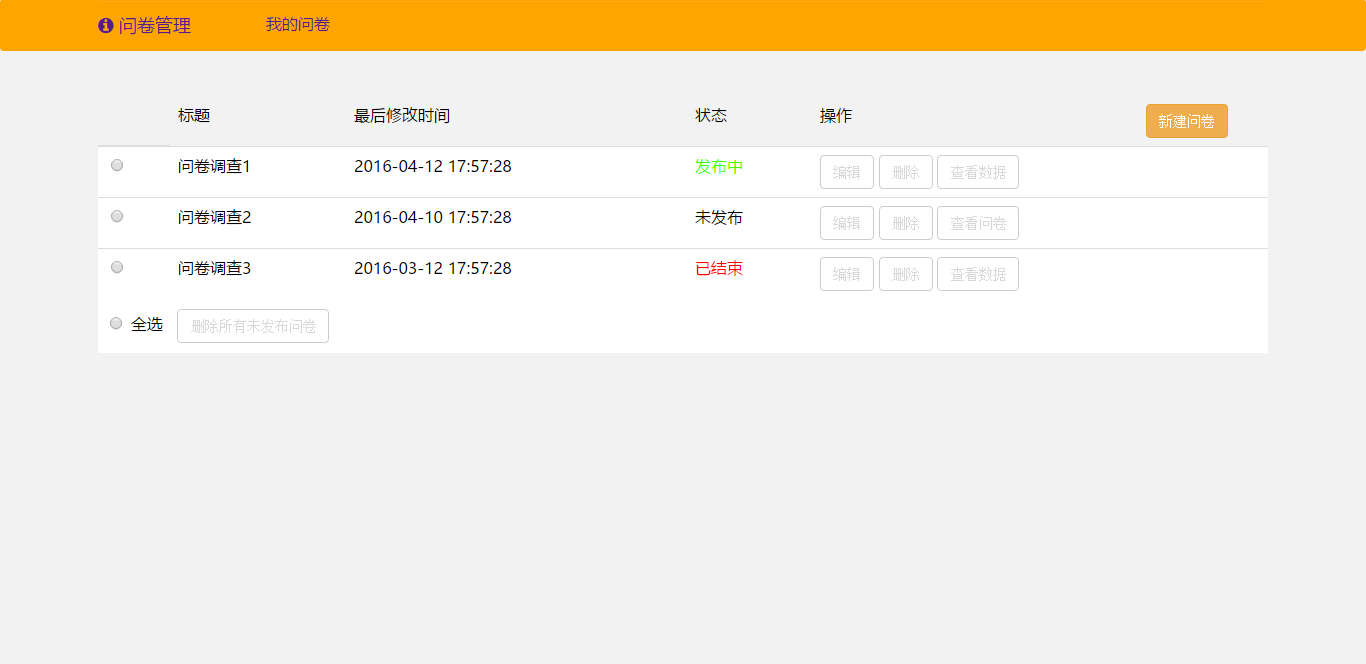 问卷管理 我的问卷
标题 最后修改时间 状态 操作 新建问卷
问卷调查1 2016-04-12 17:57:28 发布中 编辑 删除 查看数据
问卷调查2 2016-04-10 17:57:28 未发布 编辑 删除 查看问卷
问卷调查3 2016-03-12 17:57:28 已结束 编辑 删除 查看数据
全选 删除所有未发布问卷